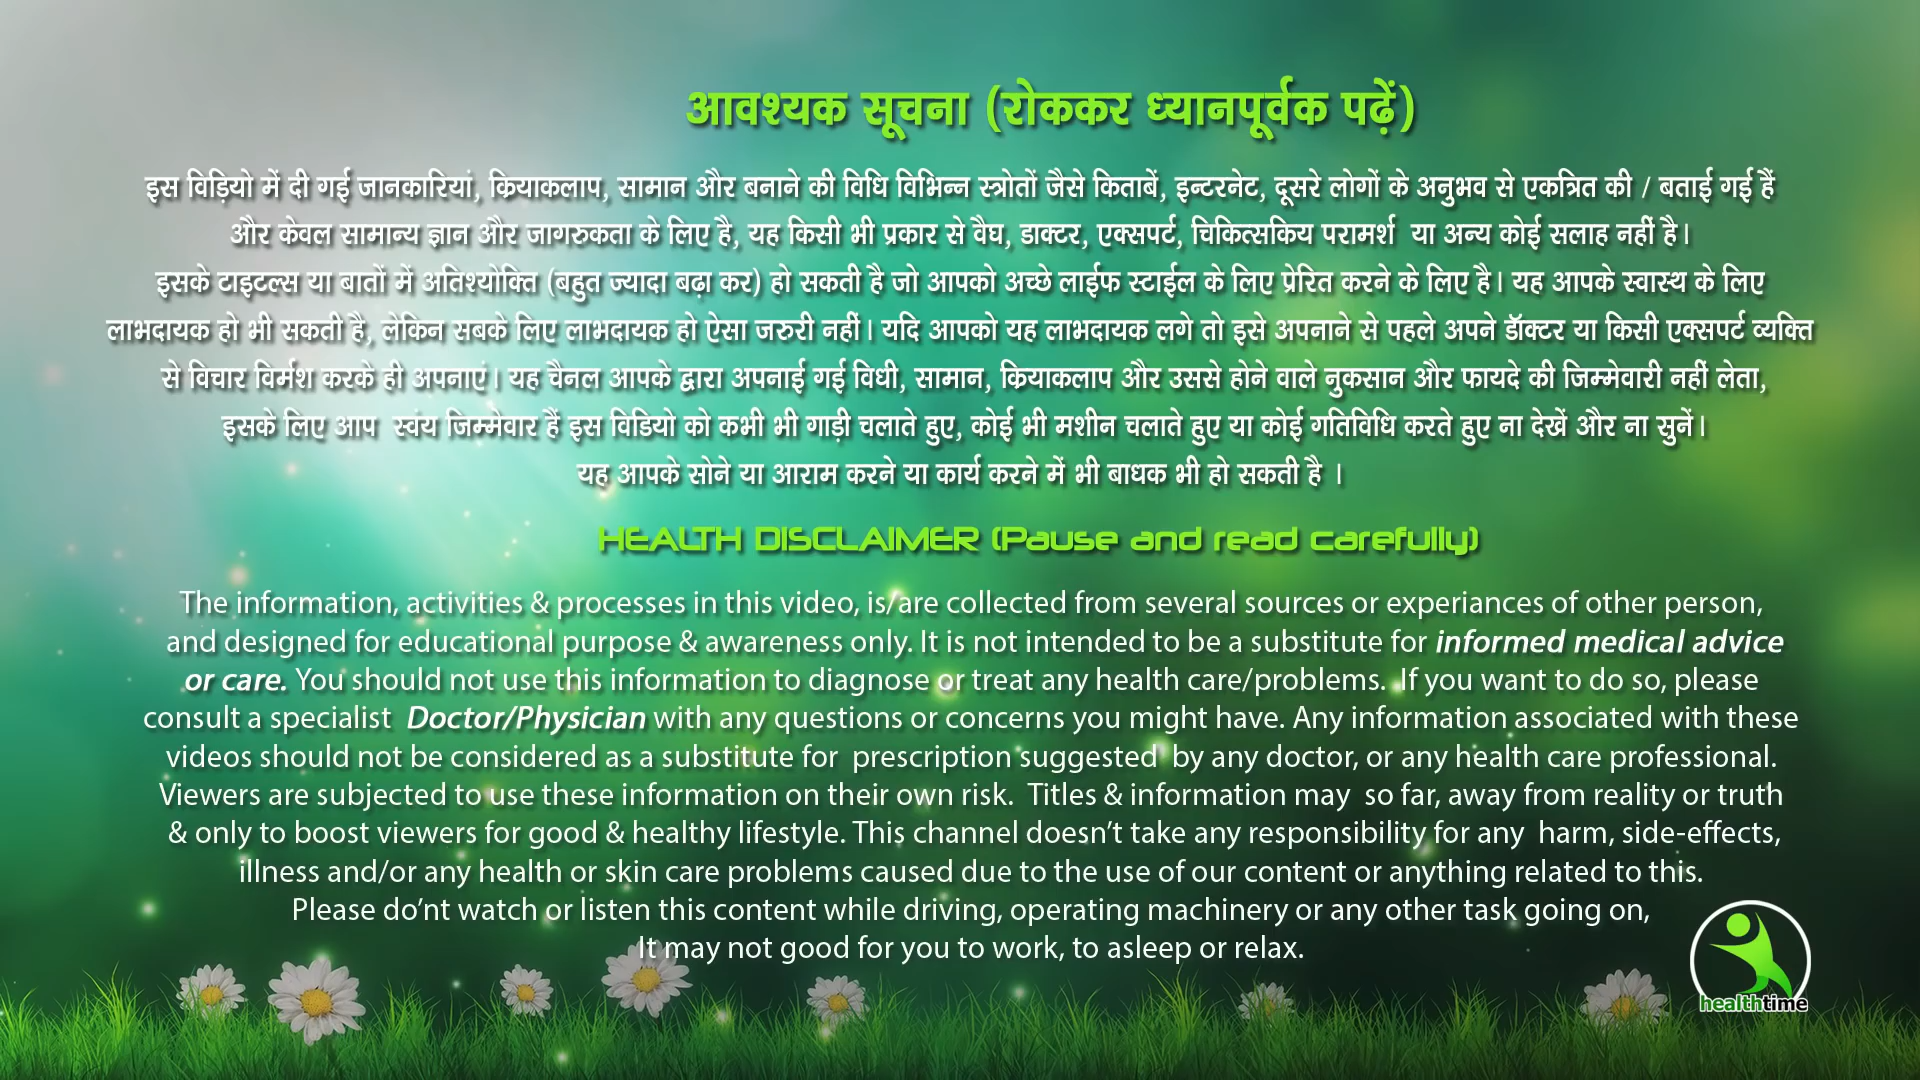 आवश्यक सूचना (रोककर ध्यानपूर्वक पढ़ें)
इस विड़ियो में दी गई जानकारियां, क्रियाकलाप, सामान और बनाने की विधि विभिन्न स्त्रोतों जैसे किताबें, इन्टरनेट, दूसरे लोगों के अनुभव से एकत्रित की / बताई गई हैं
और केवल सामान्य ज्ञान और जागरुकता के लिए है, यह किसी भी प्रकार से वैघ, डाक्टर, एक्सपर्ट, चिकित्सकिय परामर्श या अन्य कोई सलाह नहीं है।
इसके टाइटल्स या बातों में अतिश्योक्ति (बहुत ज्यादा बढ़ा कर) हो सकती है जो आपको अच्छे लाईफ स्टाईल के लिए प्रेरित करने के लिए है। यह आपके स्वास्थ के लिए
लाभदायक हो भी सकती है, लेकिन सबके लिए लाभदायक हो ऐसा जरुरी नहीं। यदि आपको यह लाभदायक लगे तो इसे अपनाने से पहले अपने डॅाक्टर या किसी एक्सपर्ट व्यक्ति
से विचार विर्मश करके ही अपनाएं। यह चैनल आपके द्वारा अपनाई गई विधी, सामान, क्रियाकलाप और उससे होने वाले नुकसान और फायदे की जिम्मेवारी नहीं लेता,
इसके लिए आप स्वंय जिम्मेवार हैं इस विडियो को कभी भी गाड़ी चलाते हुए, कोई भी मशीन चलाते हुए या कोई गतिविधि करते हुए ना देखें और ना सुनें।
यह आपके सोने या आराम करने या कार्य करने में भी बाधक भी हो सकती है ।
HEALTH DISCLAIMER (Pause and read carefully)
The information, activities & processes in this video, is/are collected from several sources or experiances of other person,
and designed for educational purpose & awareness only. It is not intended to be a substitute for informed medical advice
or care. You should not use this information to diagnose or treat any health care/problems. If you want to do so, please
consult a specialist Doctor/Physician with any questions or concerns you might have. Any information associated with these
videos should not be considered as a substitute for prescription suggested by any doctor, or any health care professional.
Viewers are subjected to use these information on their own risk. Titles & information may so far, away from reality or truth
& only to boost viewers for good & healthy lifestyle. This channel doesn't take any responsibility for any harm, side-effects,
illness and/or any health or skin care problems caused due to the use of our content or anything related to this.
Please do'nt watch or listen this content while driving, operating machinery or any other task going on,
It may not good for you to work, to asleep or relax.
healthtime